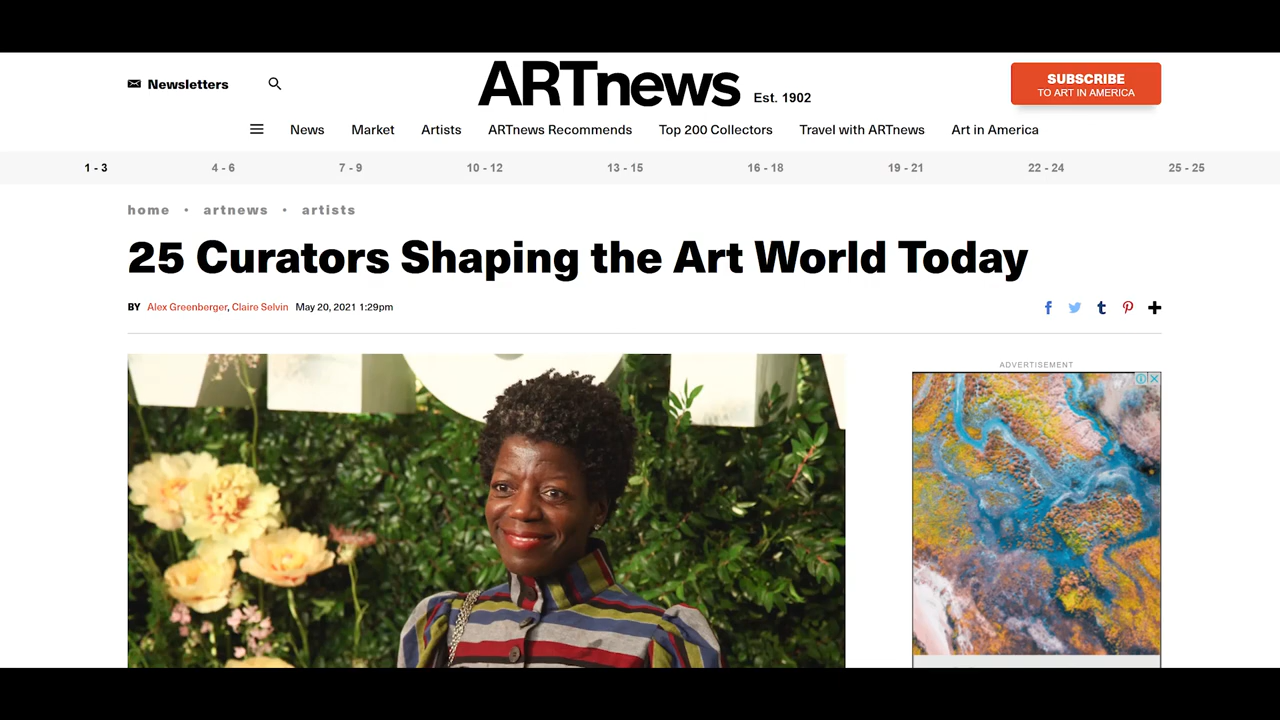 Newsletters
ARTnews Est. 1902
SUBSCRIBE
TO ART IN AMERICA
News Market Artists ARTnews Recommends Top 200 Collectors Travel with ARTnews Art in America
1 - 3 4 - 6 7 - 9 10 - 12 13 - 15 16 - 18 19 - 21 22 - 24 25 - 25
home • artnews • artists
25 Curators Shaping the Art World Today
BY Alex Greenberger, Claire Selvin May 20, 2021 1:29pm
ADVERTISEMENT